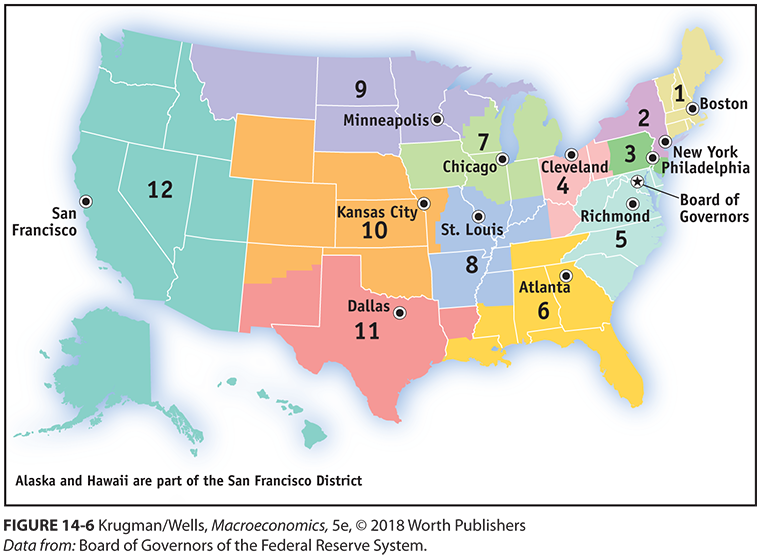 9
Minneapolis
7
Chicago
1
Boston
2
New York
3
Philadelphia
Cleveland
4
Board of
Governors
Richmond
5
12
San
Francisco
Kansas City
10
St. Louis
8
Atlanta
6
Dallas
11
Alaska and Hawaii are part of the San Francisco District
FIGURE 14-6 Krugman/Wells, Macroeconomics, 5e, © 2018 Worth Publishers
Data from: Board of Governors of the Federal Reserve System.